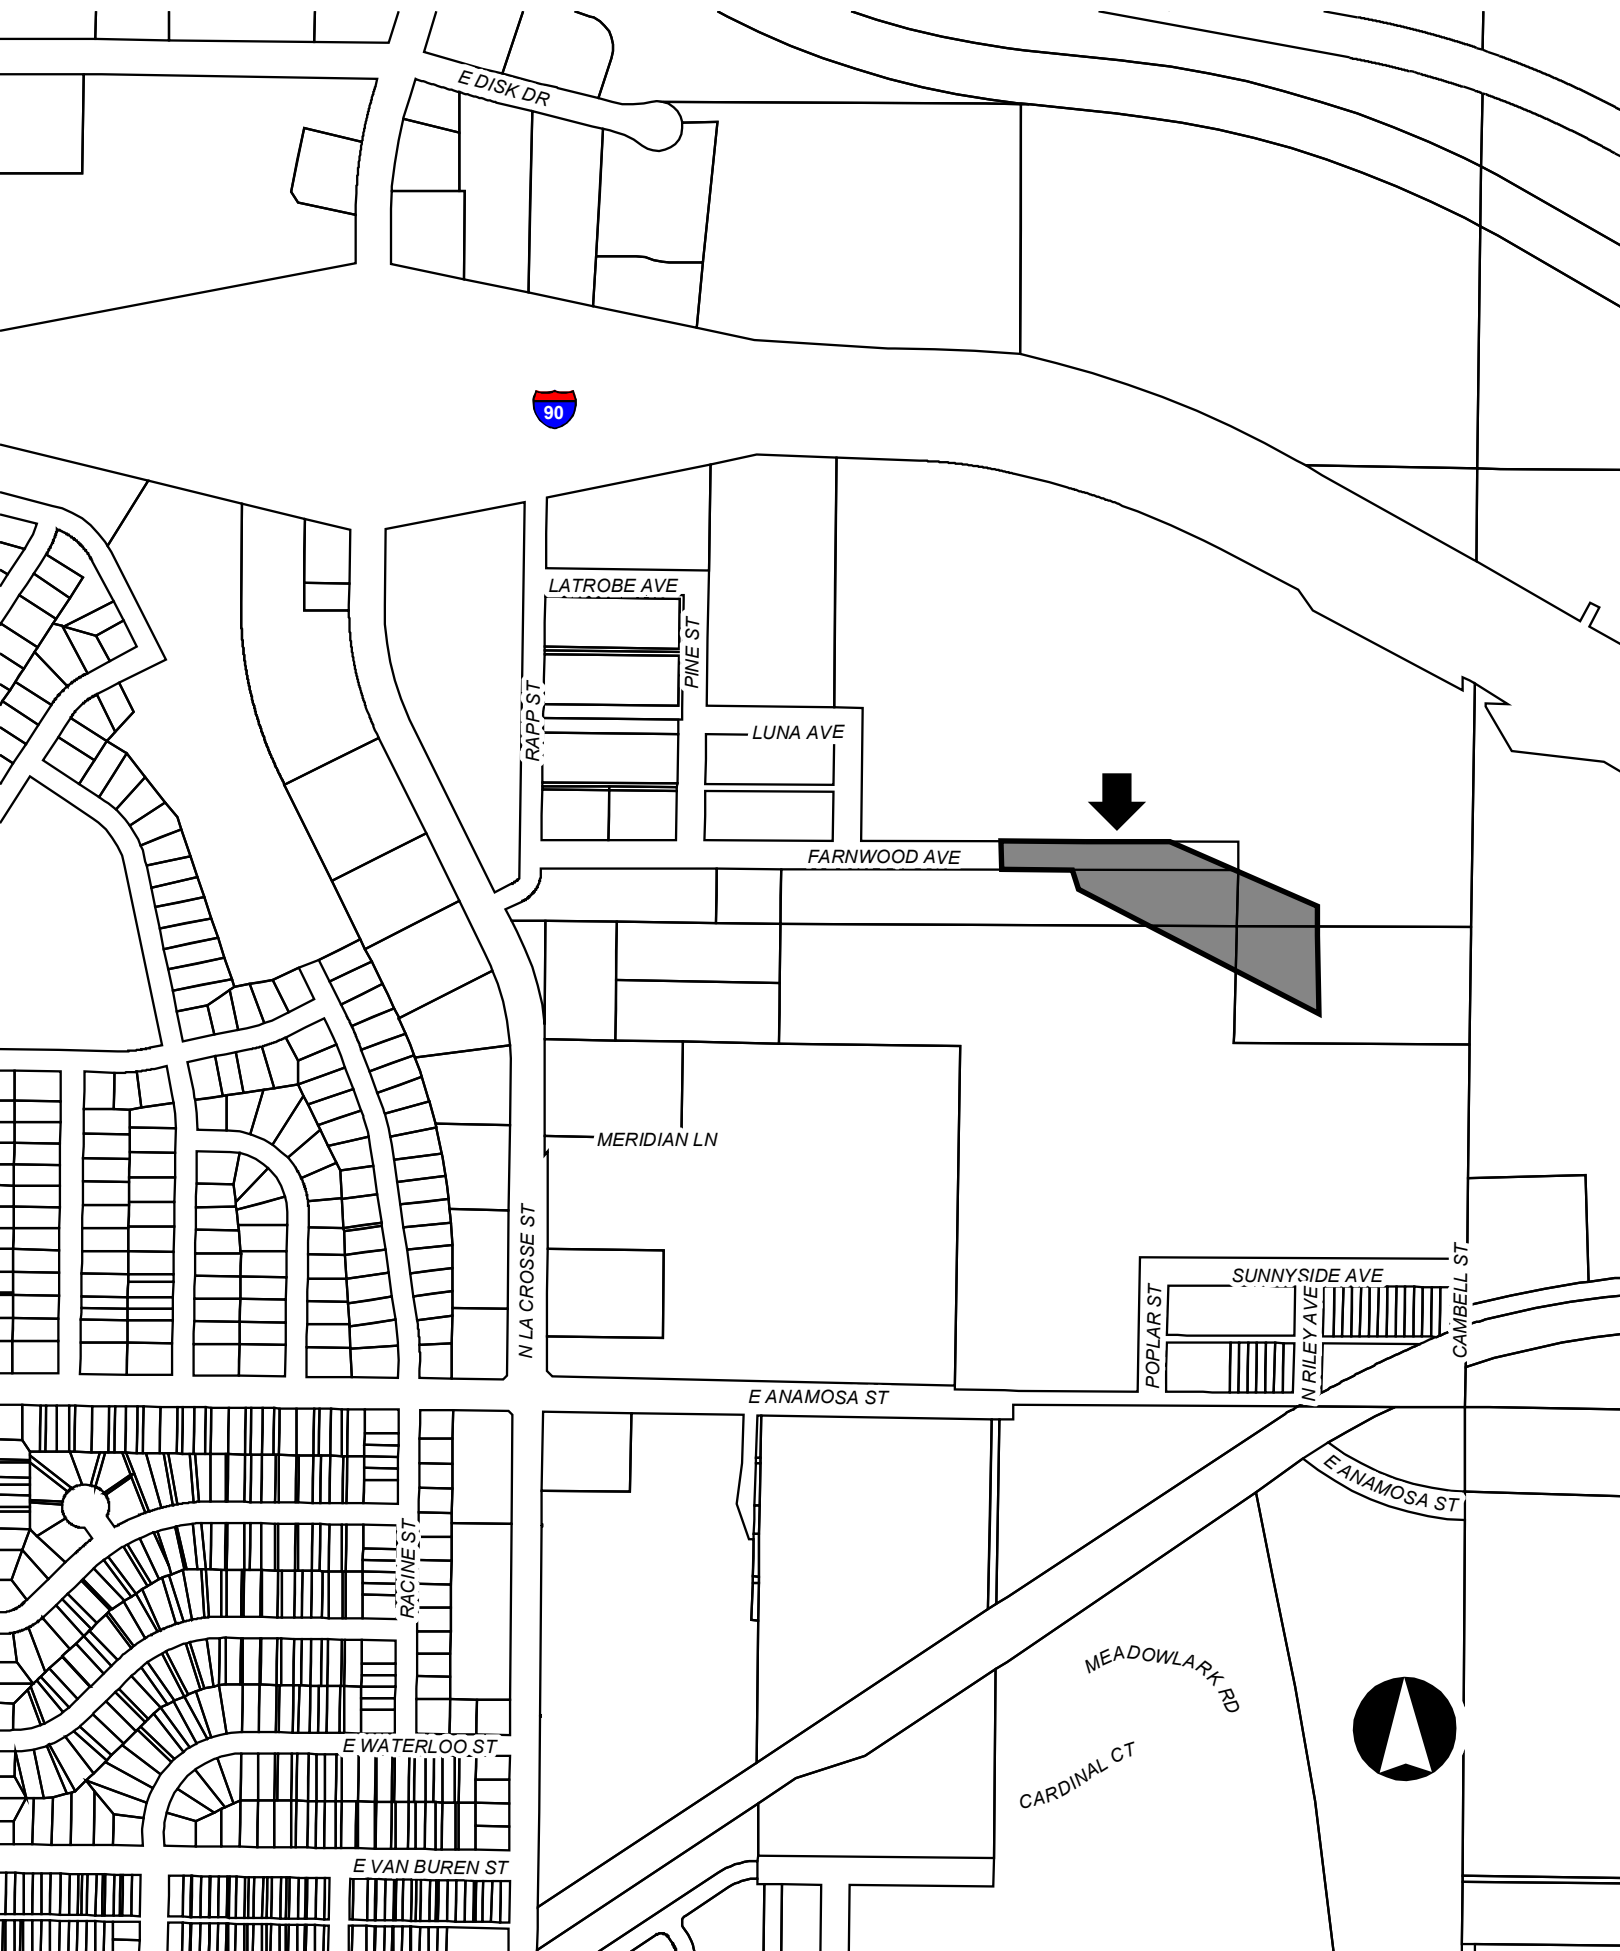 E DISK DR
90
LATROBE AVE
PINE ST
RAPP ST
LUNA AVE
FARNWOOD AVE
MERIDIAN LN
N LA CROSSE ST
SUNNYSIDE AVE
CAMBELL ST
POPLAR ST
N RILEY AVE
E ANAMOSA ST
E ANAMOSA ST
RACINE ST
MEADOWLARK RD
E WATERLOO ST
CARDINAL CT
E VAN BUREN ST